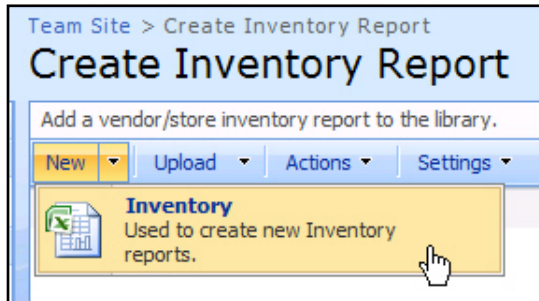 Team Site > Create Inventory Report
Create Inventory Report
Add a vendor/store inventory report to the library.
New Upload Actions Settings
Inventory
Used to create new Inventory
reports.